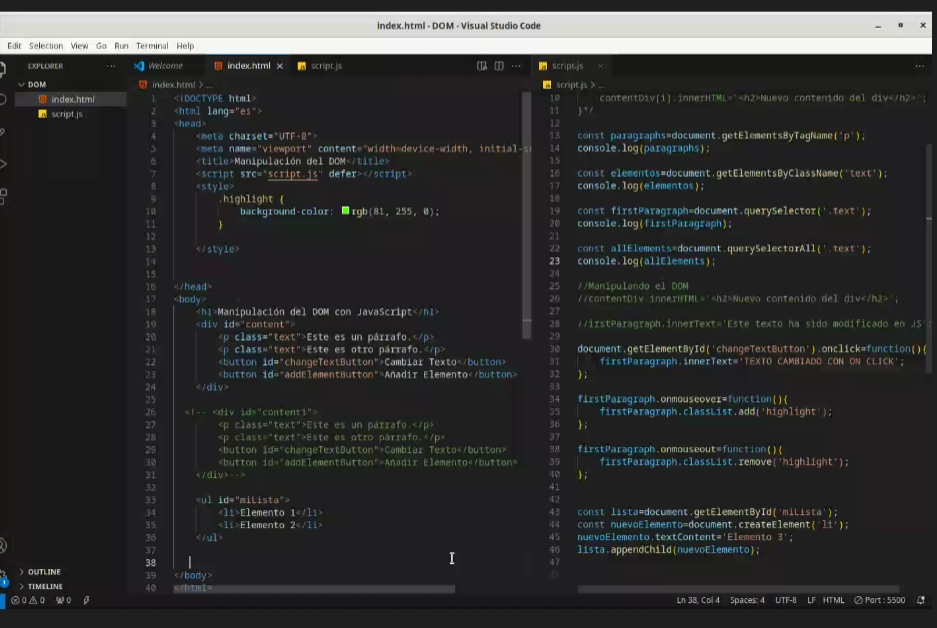 index.html - DOM - Visual Studio Code
Edit Selection View Go Run Terminal Help
EXPLORER
DOM
index.html
script.js
OUTLINE
TIMELINE
Welcome index.html script.js
index.html > ...
1 <!DOCTYPE html>
2 <html lang="es">
3 <head>
4 <meta charset="UTF-8">
5 <meta name="viewport" content="width=device-width, initial-s
6 <title>Manipulación del DOM</title>
7 <script src="script.js" defer></script>
8 <style>
9 .highlight {
10 background-color: rgb(81, 255, 0);
11 }
12
13 </style>
14
15
16 </head>
17 <body>
18 <h1>Manipulación del DOM con JavaScript</h1>
19 <div id="content">
20 <p class="text">Este es un párrafo.</p>
21 <p class="text">Este es otro párrafo.</p>
22 <button id="changeTextButton">Cambiar Texto</button>
23 <button id="addElementButton">Añadir Elemento</button>
24 </div>
25
26 <!-- <div id="content1">
27 <p class="text">Este es un párrafo.</p>
28 <p class="text">Este es otro párrafo.</p>
29 <button id="changeTextButton">Cambiar Texto</button>
30 <button id="addElementButton">Añadir Elemento</button>
31 </div>-->
32
33 <ul id="miLista">
34 <li>Elemento 1</li>
35 <li>Elemento 2</li>
36 </ul>
37
38
39 </body>
40 </html>
script.js
script.js > ...
10 contentDiv[i].innerHTML='<h2>Nuevo contenido del div</h2>';
11 }*/
12
13 const paragraphs=document.getElementsByTagName('p');
14 console.log(paragraphs);
15
16 const elementos=document.getElementsByClassName('text');
17 console.log(elementos);
18
19 const firstParagraph=document.querySelector('.text');
20 console.log(firstParagraph);
21
22 const allElements=document.querySelectorAll('.text');
23 console.log(allElements);
24
25 //Manipulando el DOM
26 //contentDiv innerHTML='<h2>Nuevo contenido del div</h2>';
27
28 //irstParagraph.innerText='Este texto ha sido modificado en JS'
29
30 document.getElementById('changeTextButton').onclick=function(){
31 firstParagraph.innerText='TEXTO CAMBIADO CON ON CLICK';
32 };
33
34 firstParagraph.onmouseover=function(){
35 firstParagraph.classList.add('highlight');
36 };
37
38 firstParagraph.onmouseout=function(){
39 firstParagraph.classList.remove('highlight');
40 };
41
42
43 const lista=document.getElementById('miLista');
44 const nuevoElemento=document.createElement('li');
45 nuevoElemento.textContent='Elemento 3';
46 lista.appendChild(nuevoElemento);
47
0 0 0 Ln 38, Col 4 Spaces: 4 UTF-8 LF HTML Port : 5500